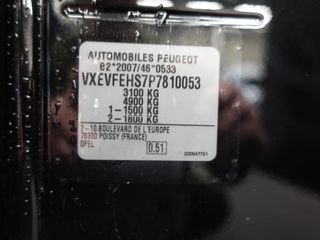 AUTOMOBILES PEUGEOT
e2*2007/46*0533
VXEVFEHS7P7810053
3100 KG
4900 KG
1-1500 KG
2-1800 KG
2-10 BOULEVARD DE L'EUROPE
78300 POISSY (FRANCE)
OPEL
0.51
200647721